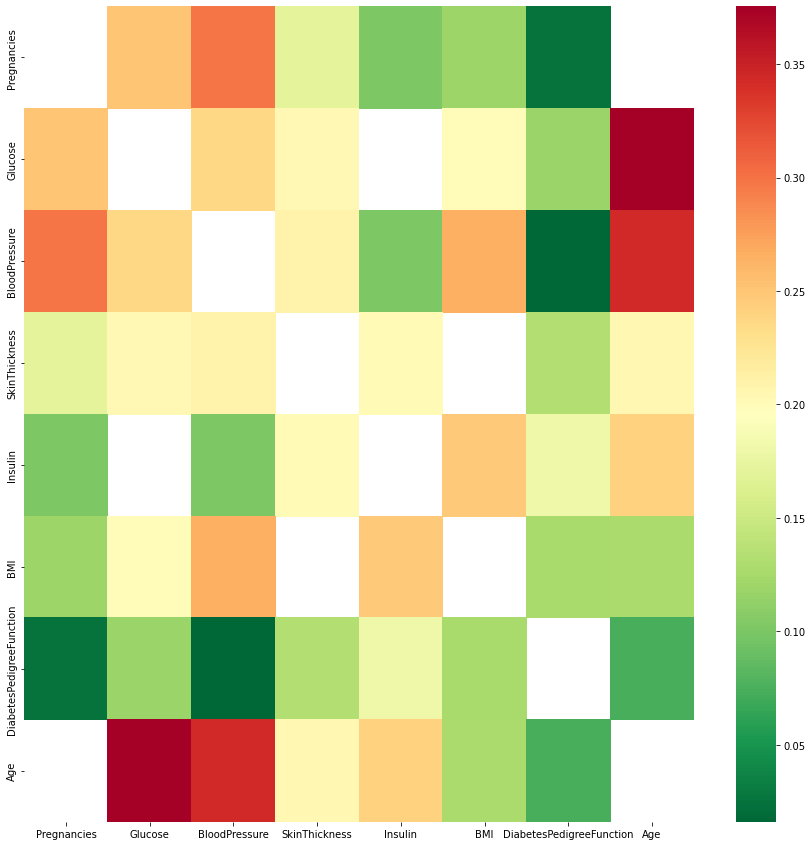 Pregnancies
Glucose
BloodPressure
SkinThickness
Insulin
BMI
DiabetesPedigreeFunction
Age
Pregnancies
Glucose
BloodPressure
SkinThickness
Insulin
BMI
DiabetesPedigreeFunction
Age
0.35
0.30
0.25
0.20
0.15
0.10
0.05